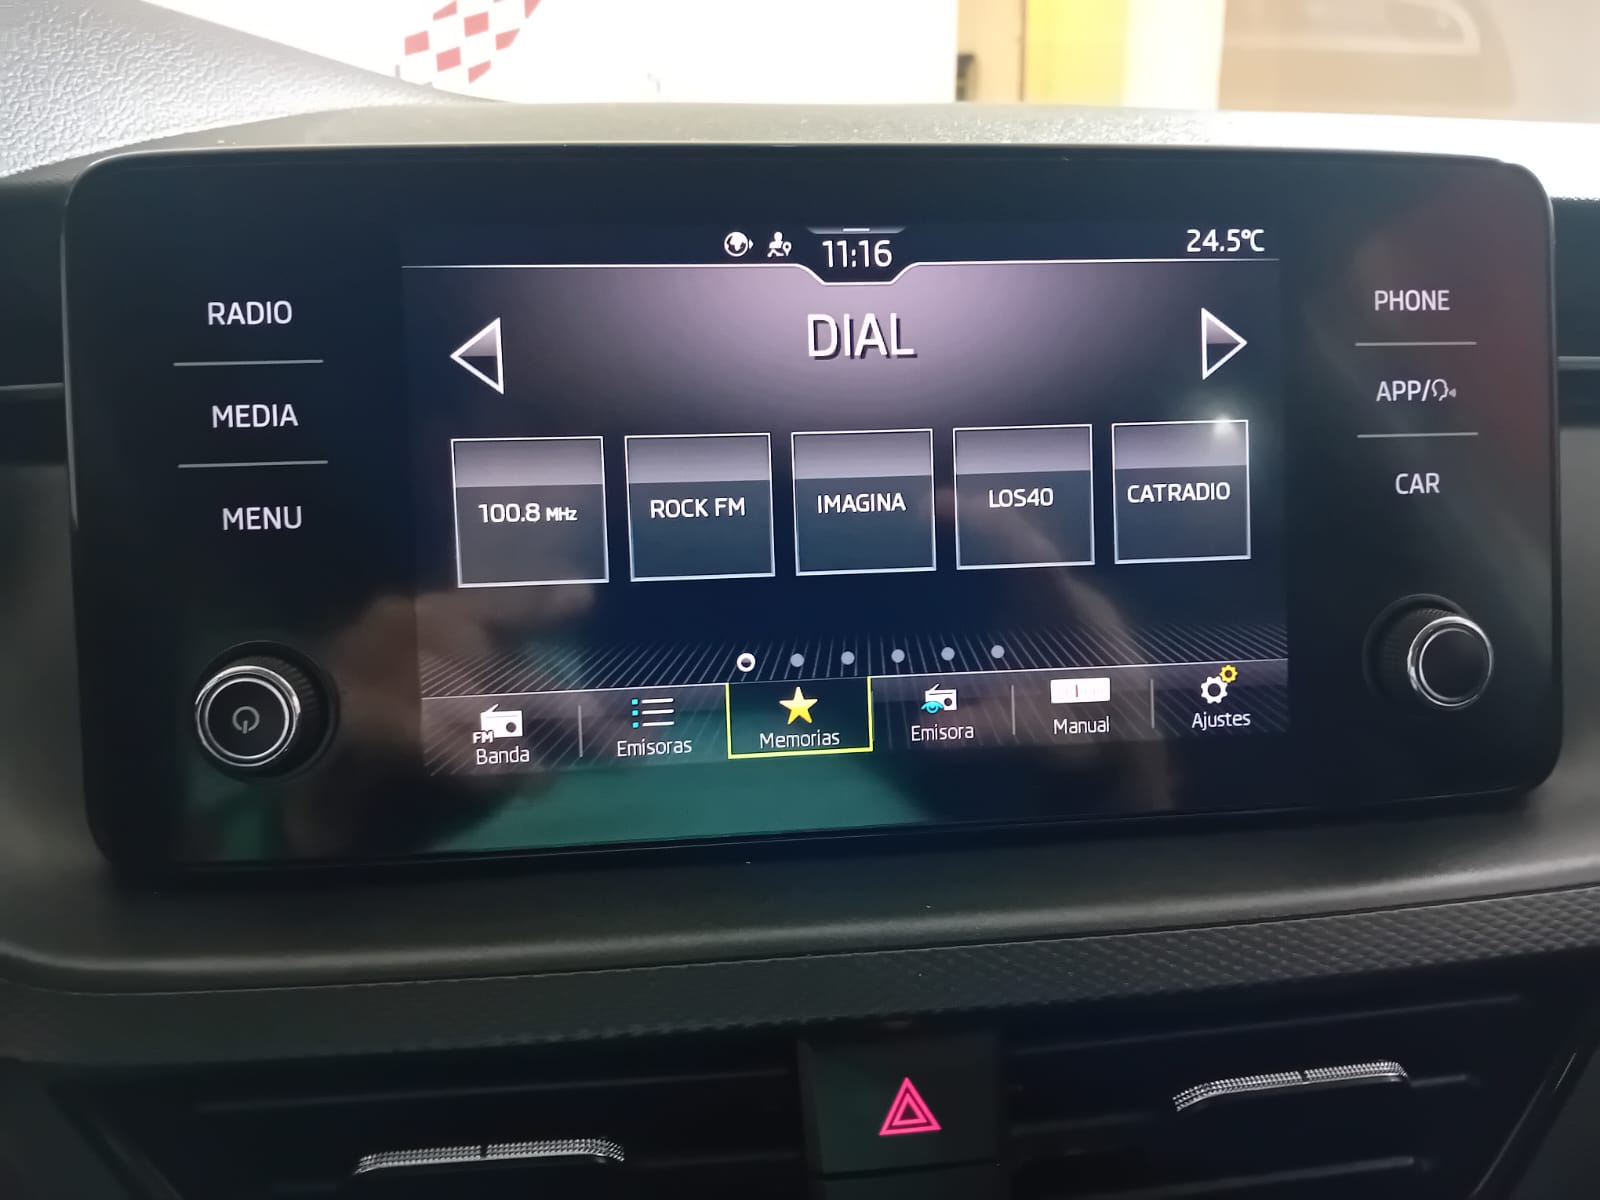 11:16
24.5°C
RADIO
MEDIA
MENU
DIAL
100.8 MHz
ROCK FM
IMAGINA
LOS40
CATRADIO
FM
Banda
Emisoras
Memorias
Emisora
Manual
Ajustes
PHONE
APP/
CAR